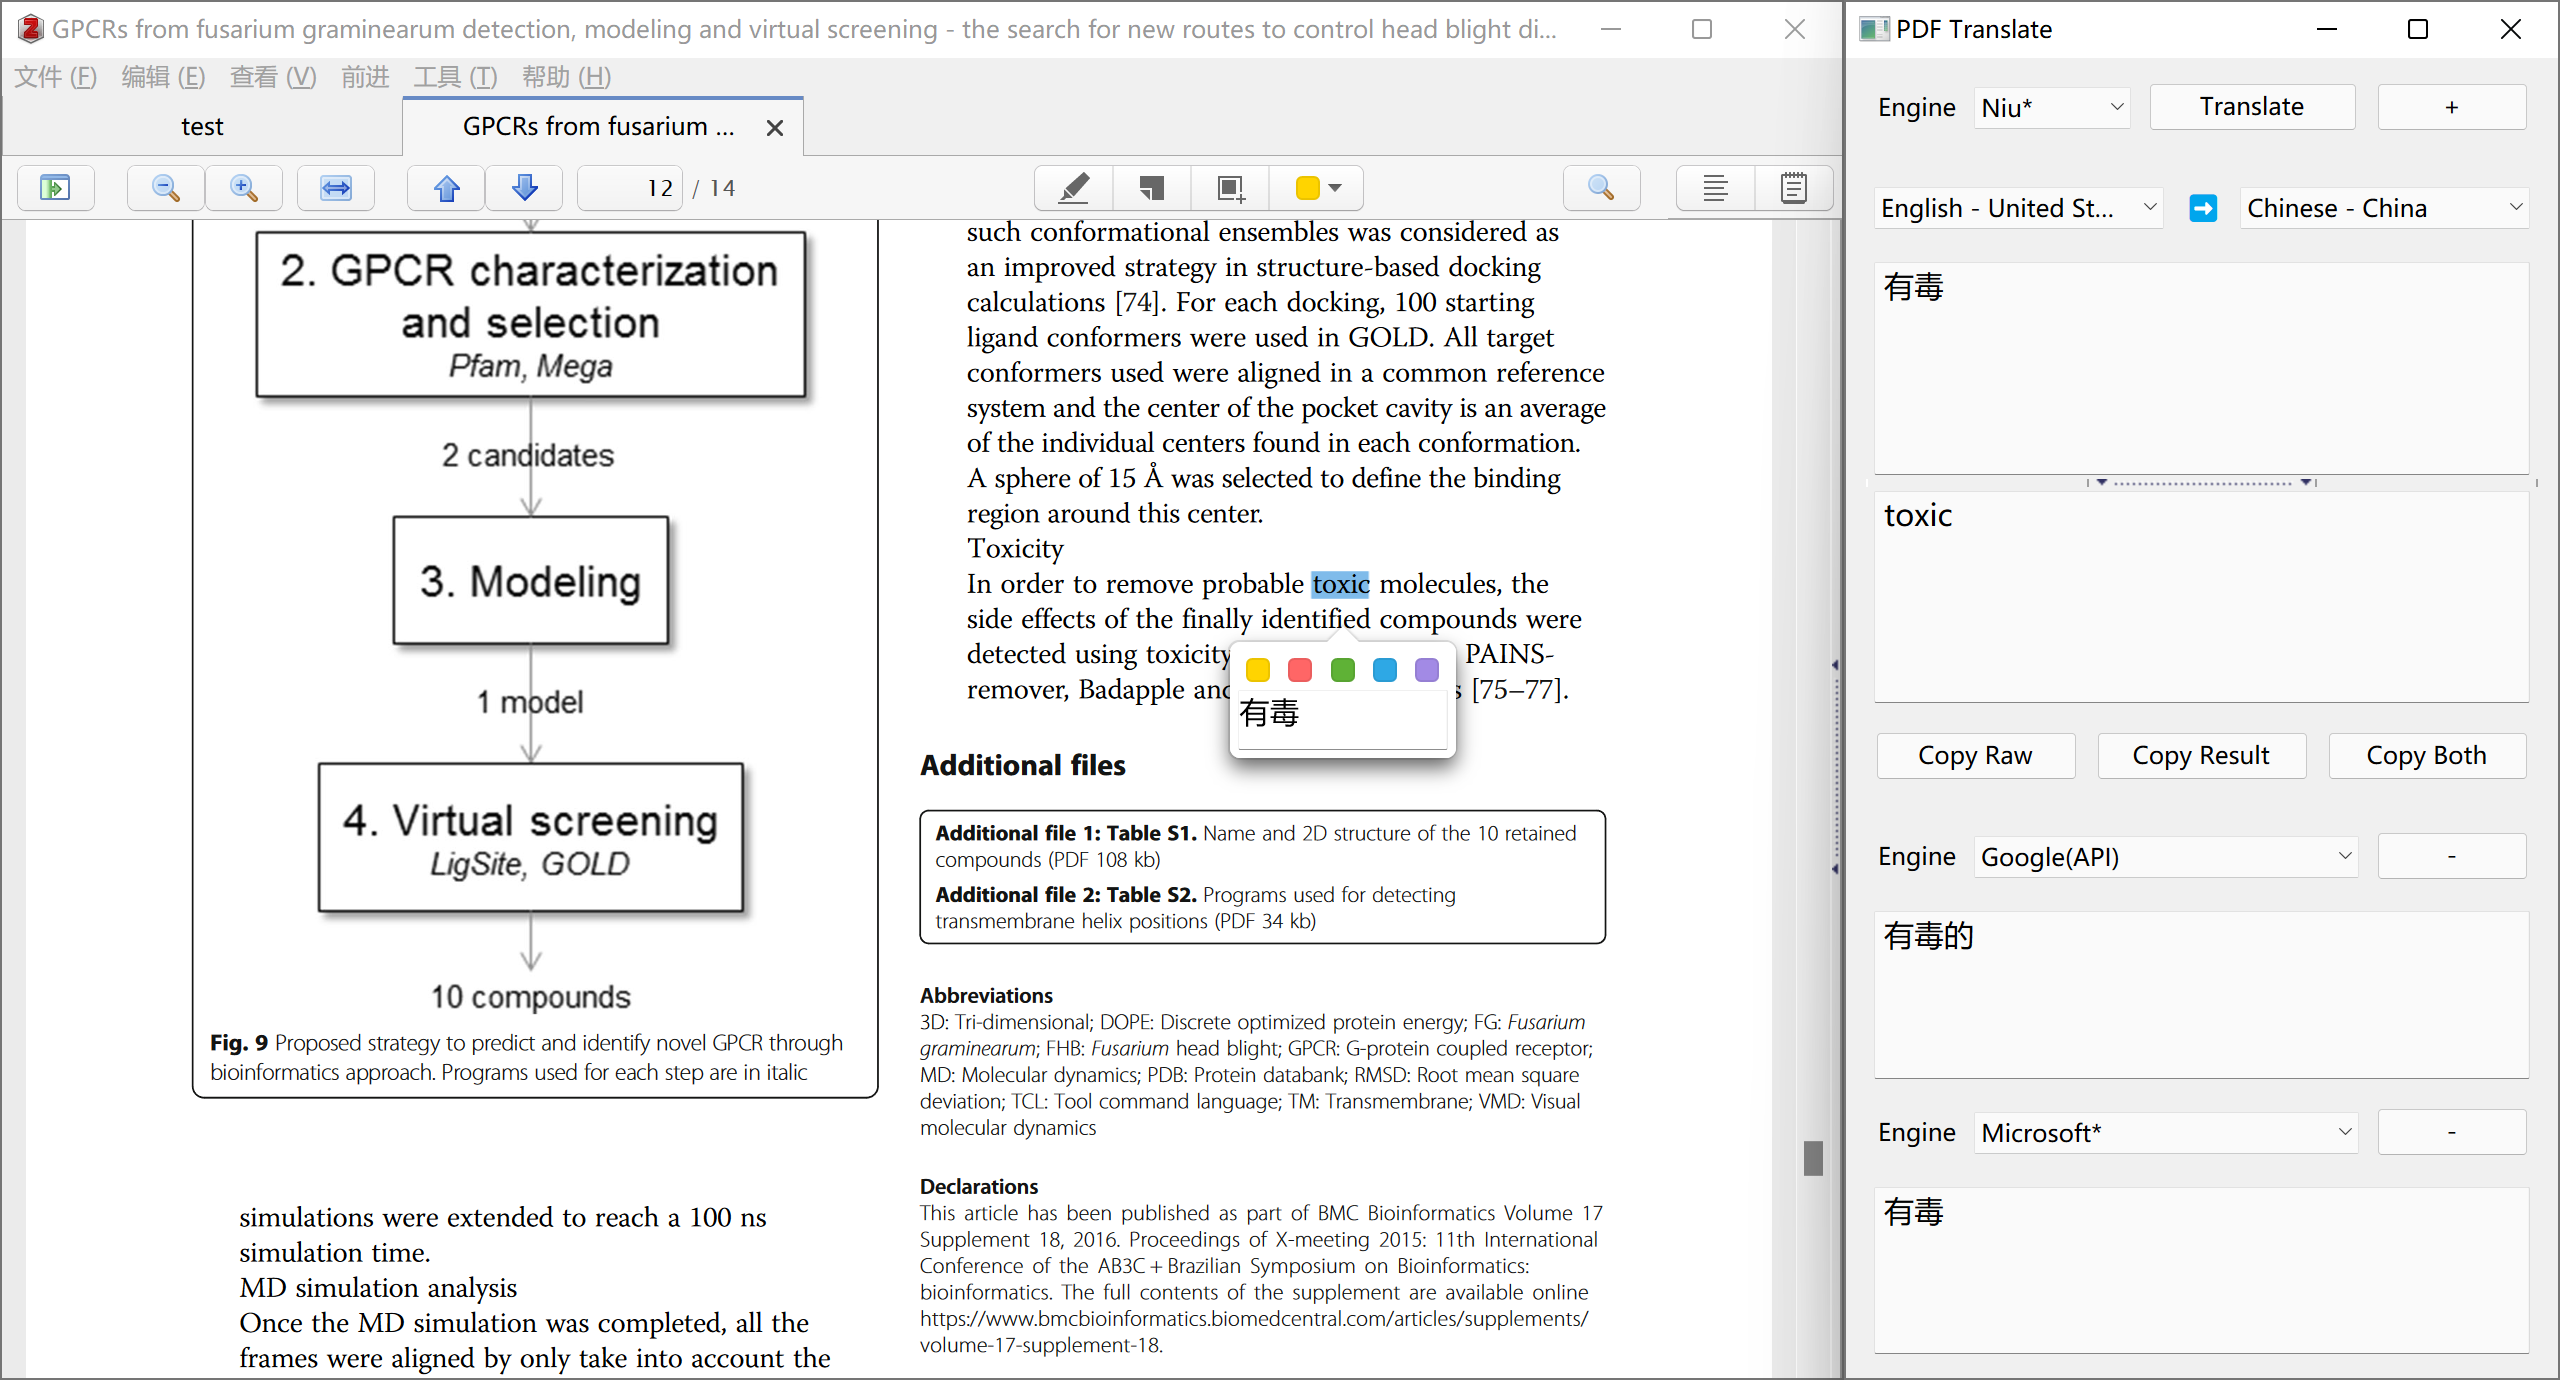 GPCRs from fusarium graminearum detection, modeling and virtual screening - the search for new routes to control head blight di...
文件 (F) 编辑 (E) 查看 (V) 前进 工具 (T) 帮助 (H)
test
GPCRs from fusarium ...
12 / 14
2. GPCR characterization
and selection
Pfam, Mega
2 candidates
3. Modeling
1 model
4. Virtual screening
LigSite, GOLD
10 compounds
Fig. 9 Proposed strategy to predict and identify novel GPCR through
bioinformatics approach. Programs used for each step are in italic
simulations were extended to reach a 100 ns
simulation time.
MD simulation analysis
Once the MD simulation was completed, all the
frames were aligned by only take into account the
such conformational ensembles was considered as
an improved strategy in structure-based docking
calculations [74]. For each docking, 100 starting
ligand conformers were used in GOLD. All target
conformers used were aligned in a common reference
system and the center of the pocket cavity is an average
of the individual centers found in each conformation.
A sphere of 15 Å was selected to define the binding
region around this center.
Toxicity
In order to remove probable toxic molecules, the
side effects of the finally identified compounds were
detected using toxicity PAINS-
remover, Badapple and [75–77].
有毒
Additional files
Additional file 1: Table S1. Name and 2D structure of the 10 retained
compounds (PDF 108 kb)
Additional file 2: Table S2. Programs used for detecting
transmembrane helix positions (PDF 34 kb)
Abbreviations
3D: Tri-dimensional; DOPE: Discrete optimized protein energy; FG: Fusarium
graminearum; FHB: Fusarium head blight; GPCR: G-protein coupled receptor;
MD: Molecular dynamics; PDB: Protein databank; RMSD: Root mean square
deviation; TCL: Tool command language; TM: Transmembrane; VMD: Visual
molecular dynamics
Declarations
This article has been published as part of BMC Bioinformatics Volume 17
Supplement 18, 2016. Proceedings of X-meeting 2015: 11th International
Conference of the AB3C + Brazilian Symposium on Bioinformatics:
bioinformatics. The full contents of the supplement are available online
https://www.bmcbioinformatics.biomedcentral.com/articles/supplements/
volume-17-supplement-18.
PDF Translate
Engine Niu* Translate +
English - United St... Chinese - China
有毒
toxic
Copy Raw Copy Result Copy Both
Engine Google(API) -
有毒的
Engine Microsoft* -
有毒